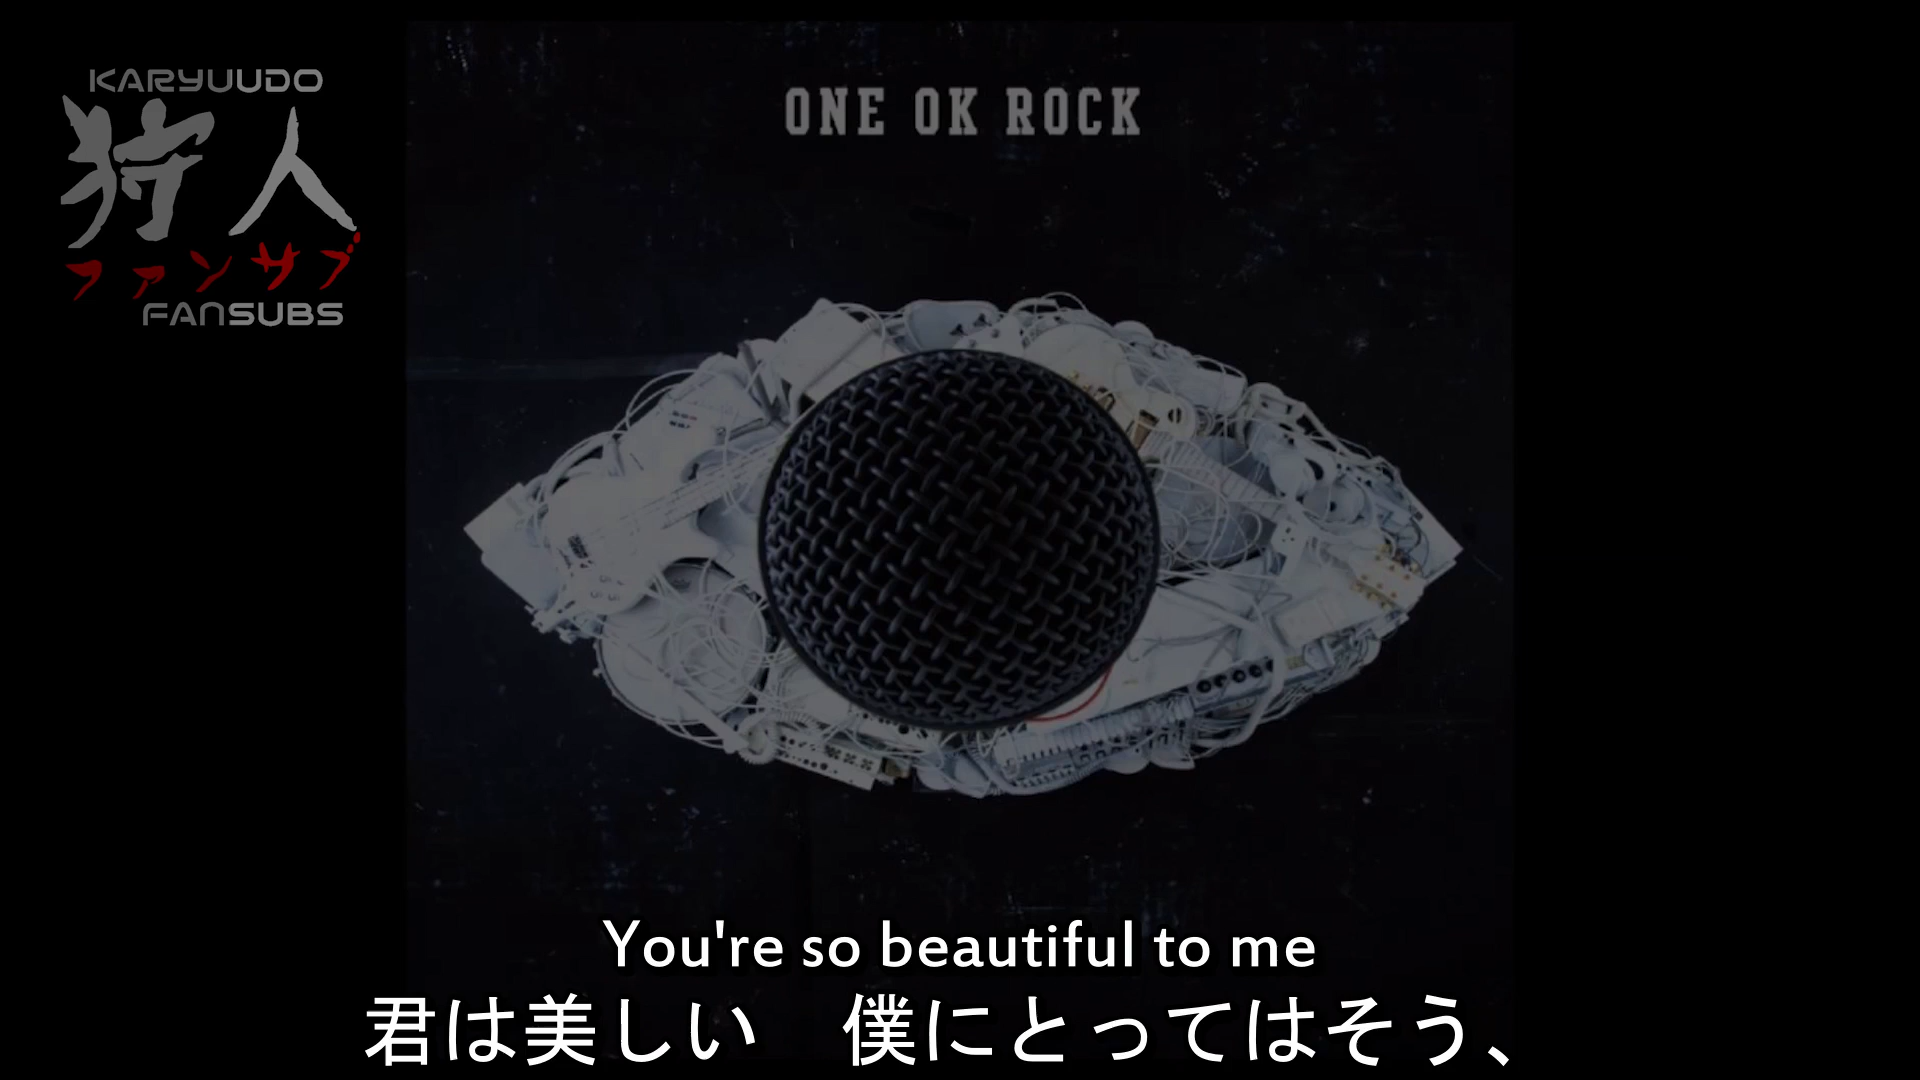 KARYUUDO
狩人
ファンサブ
FANSUBS
ONE OK ROCK
You're so beautiful to me
君は美しい　僕にとってはそう、